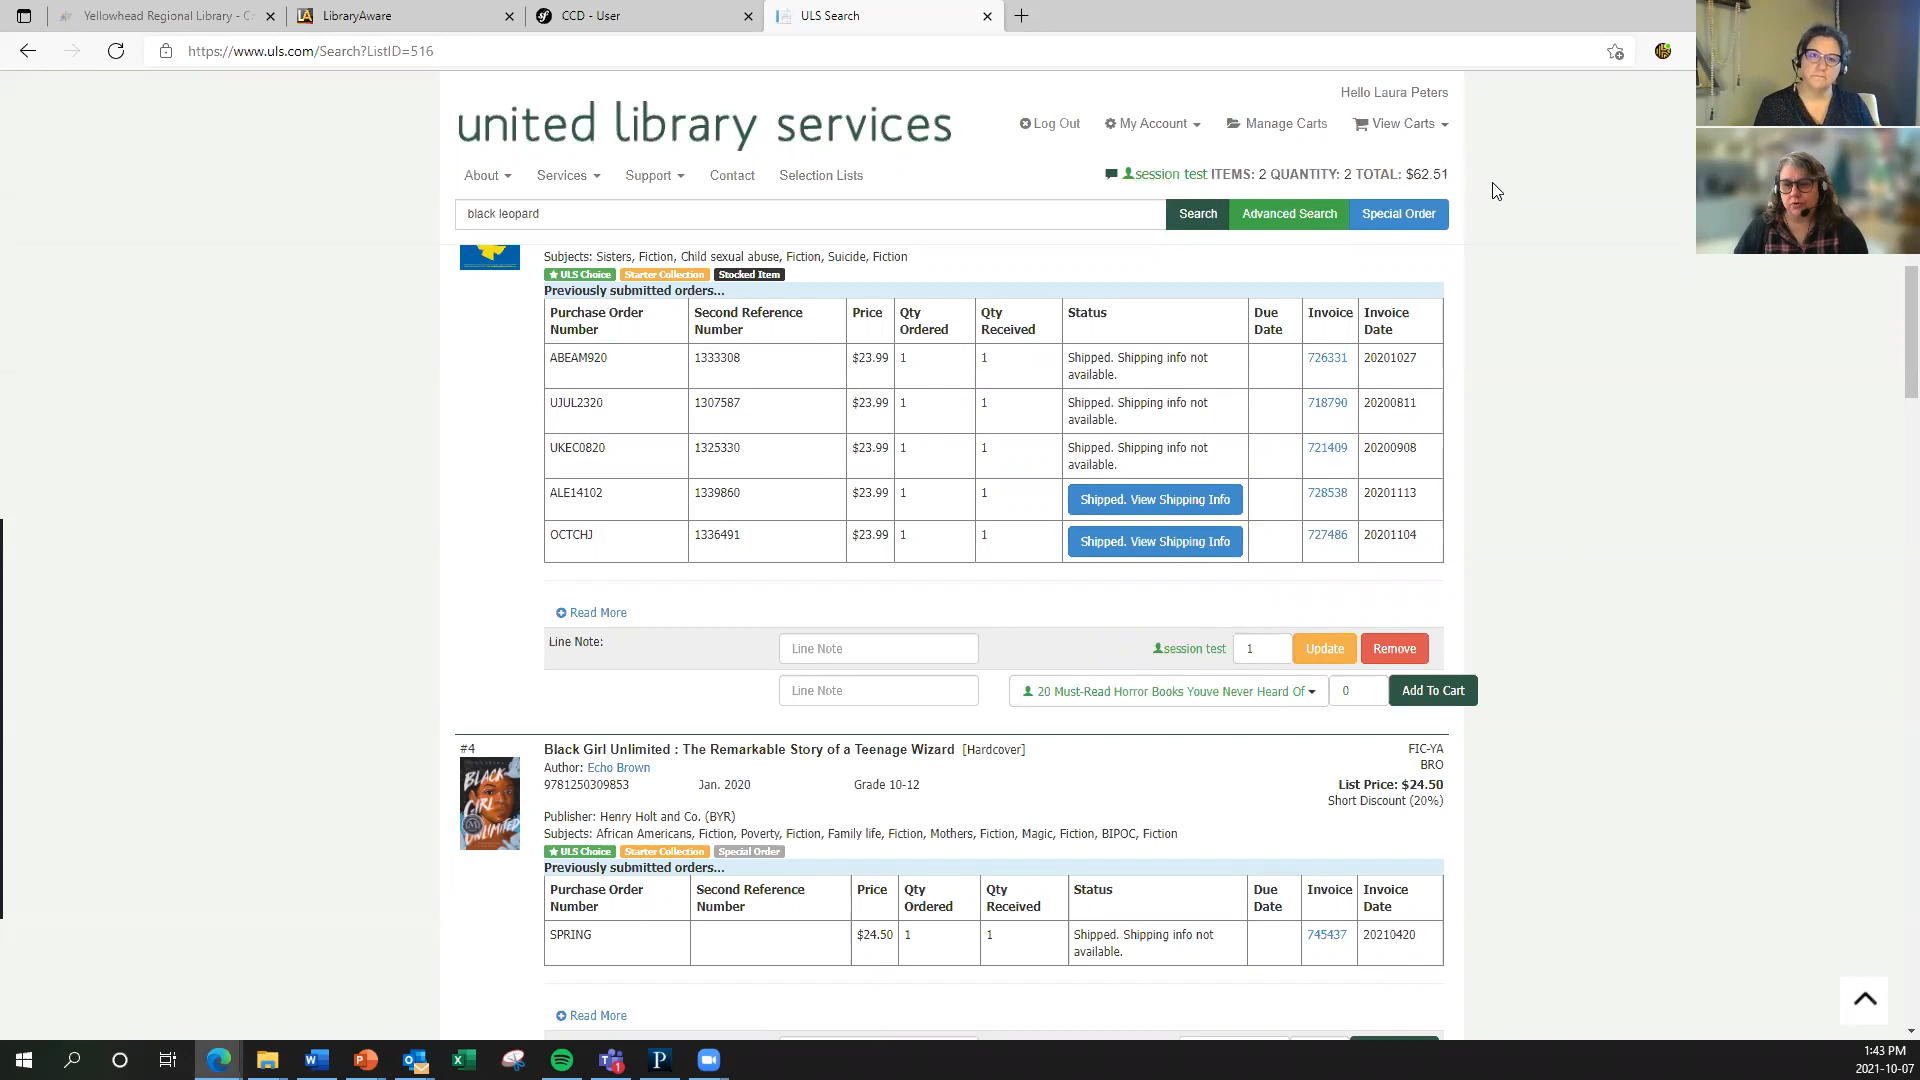 Yellowhead Regional Library - C
LibraryAware
CCD - User
ULS Search
https://www.uls.com/Search?ListID=516
Hello Laura Peters
united library services
Log Out
My Account
Manage Carts
View Carts
About
Services
Support
Contact
Selection Lists
session test ITEMS: 2 QUANTITY: 2 TOTAL: $62.51
black leopard
Search
Advanced Search
Special Order
Subjects: Sisters, Fiction, Child sexual abuse, Fiction, Suicide, Fiction
ULS Choice Starter Collection Stocked Item
Previously submitted orders...
Purchase Order Number Second Reference Number Price Qty Ordered Qty Received Status Due Date Invoice Invoice Date
ABEAM920 1333308 $23.99 1 1 Shipped. Shipping info not available. 726331 20201027
UJUL2320 1307587 $23.99 1 1 Shipped. Shipping info not available. 718790 20200811
UKEC0820 1325330 $23.99 1 1 Shipped. Shipping info not available. 721409 20200908
ALE14102 1339860 $23.99 1 1 Shipped. View Shipping Info 728538 20201113
OCTCHJ 1336491 $23.99 1 1 Shipped. View Shipping Info 727486 20201104
Read More
Line Note: Line Note session test 1 Update Remove
Line Note 20 Must-Read Horror Books Youve Never Heard Of 0 Add To Cart
#4
BLACK
GIRL
UNLIMITED
Black Girl Unlimited : The Remarkable Story of a Teenage Wizard [Hardcover]
FIC-YA
Author: Echo Brown
BRO
9781250309853 Jan. 2020 Grade 10-12
List Price: $24.50
Short Discount (20%)
Publisher: Henry Holt and Co. (BYR)
Subjects: African Americans, Fiction, Poverty, Fiction, Family life, Fiction, Mothers, Fiction, Magic, Fiction, BIPOC, Fiction
ULS Choice Starter Collection Special Order
Previously submitted orders...
Purchase Order Number Second Reference Number Price Qty Ordered Qty Received Status Due Date Invoice Invoice Date
SPRING $24.50 1 1 Shipped. Shipping info not available. 745437 20210420
Read More
1:43 PM
2021-10-07